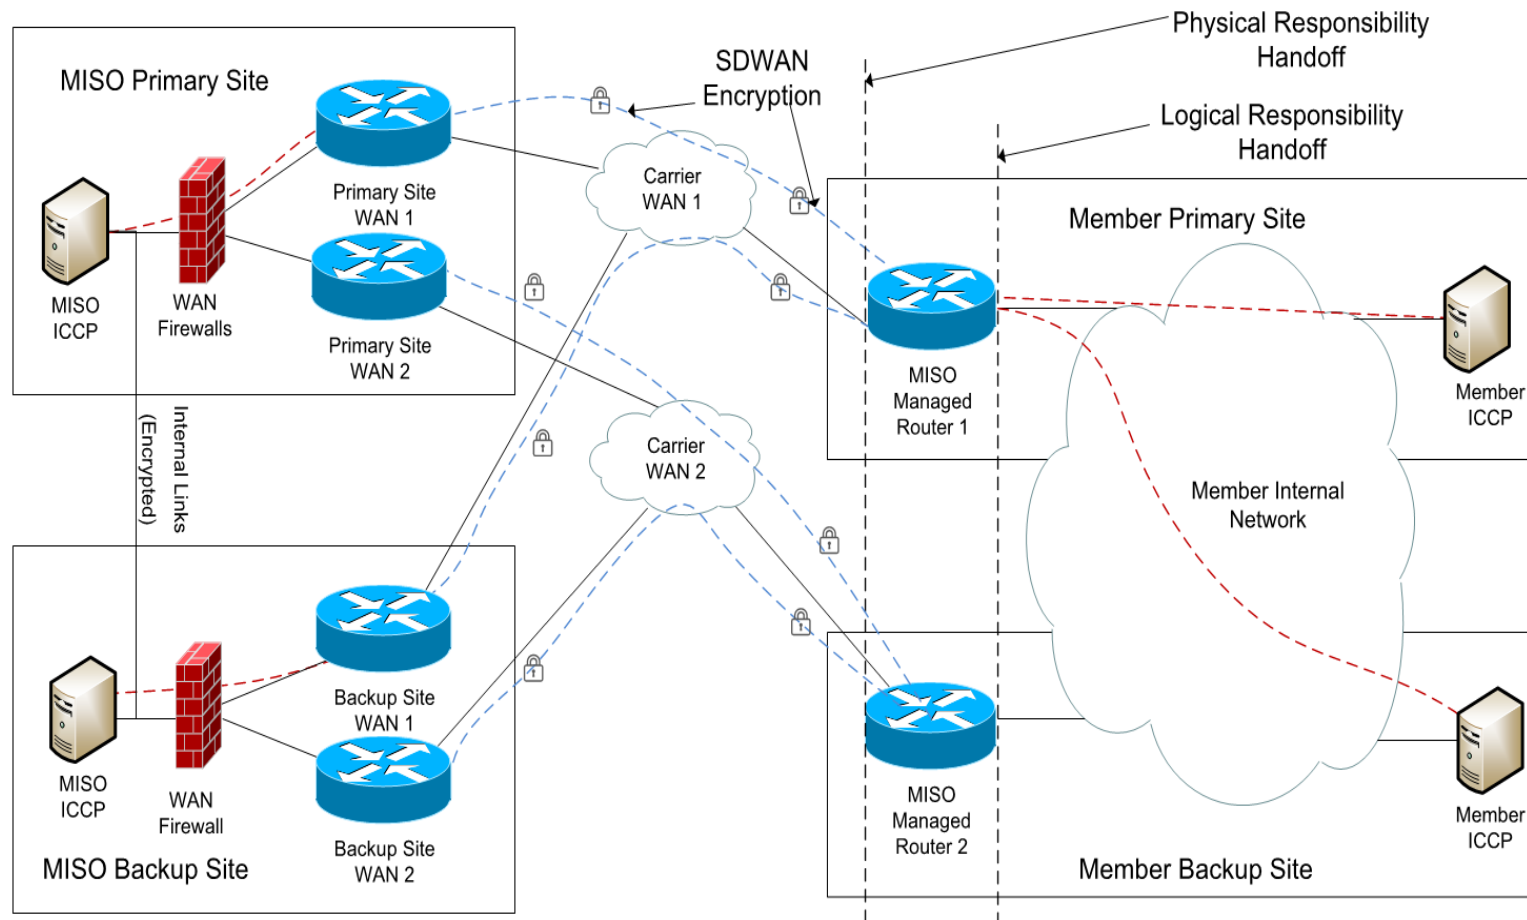 Physical Responsibility
Handoff
SDWAN
Encryption
MISO Primary Site
Logical Responsibility
Handoff
Carrier
WAN 1
Primary Site
WAN 1
Member Primary Site
MISO
ICCP
WAN
Firewalls
Primary Site
WAN 2
MISO
Managed
Router 1
Member
ICCP
Internal Links
(Encrypted)
Carrier
WAN 2
Member Internal
Network
Backup Site
WAN 1
MISO
ICCP
WAN
Firewall
Backup Site
WAN 2
MISO
Managed
Router 2
Member
ICCP
MISO Backup Site
Member Backup Site